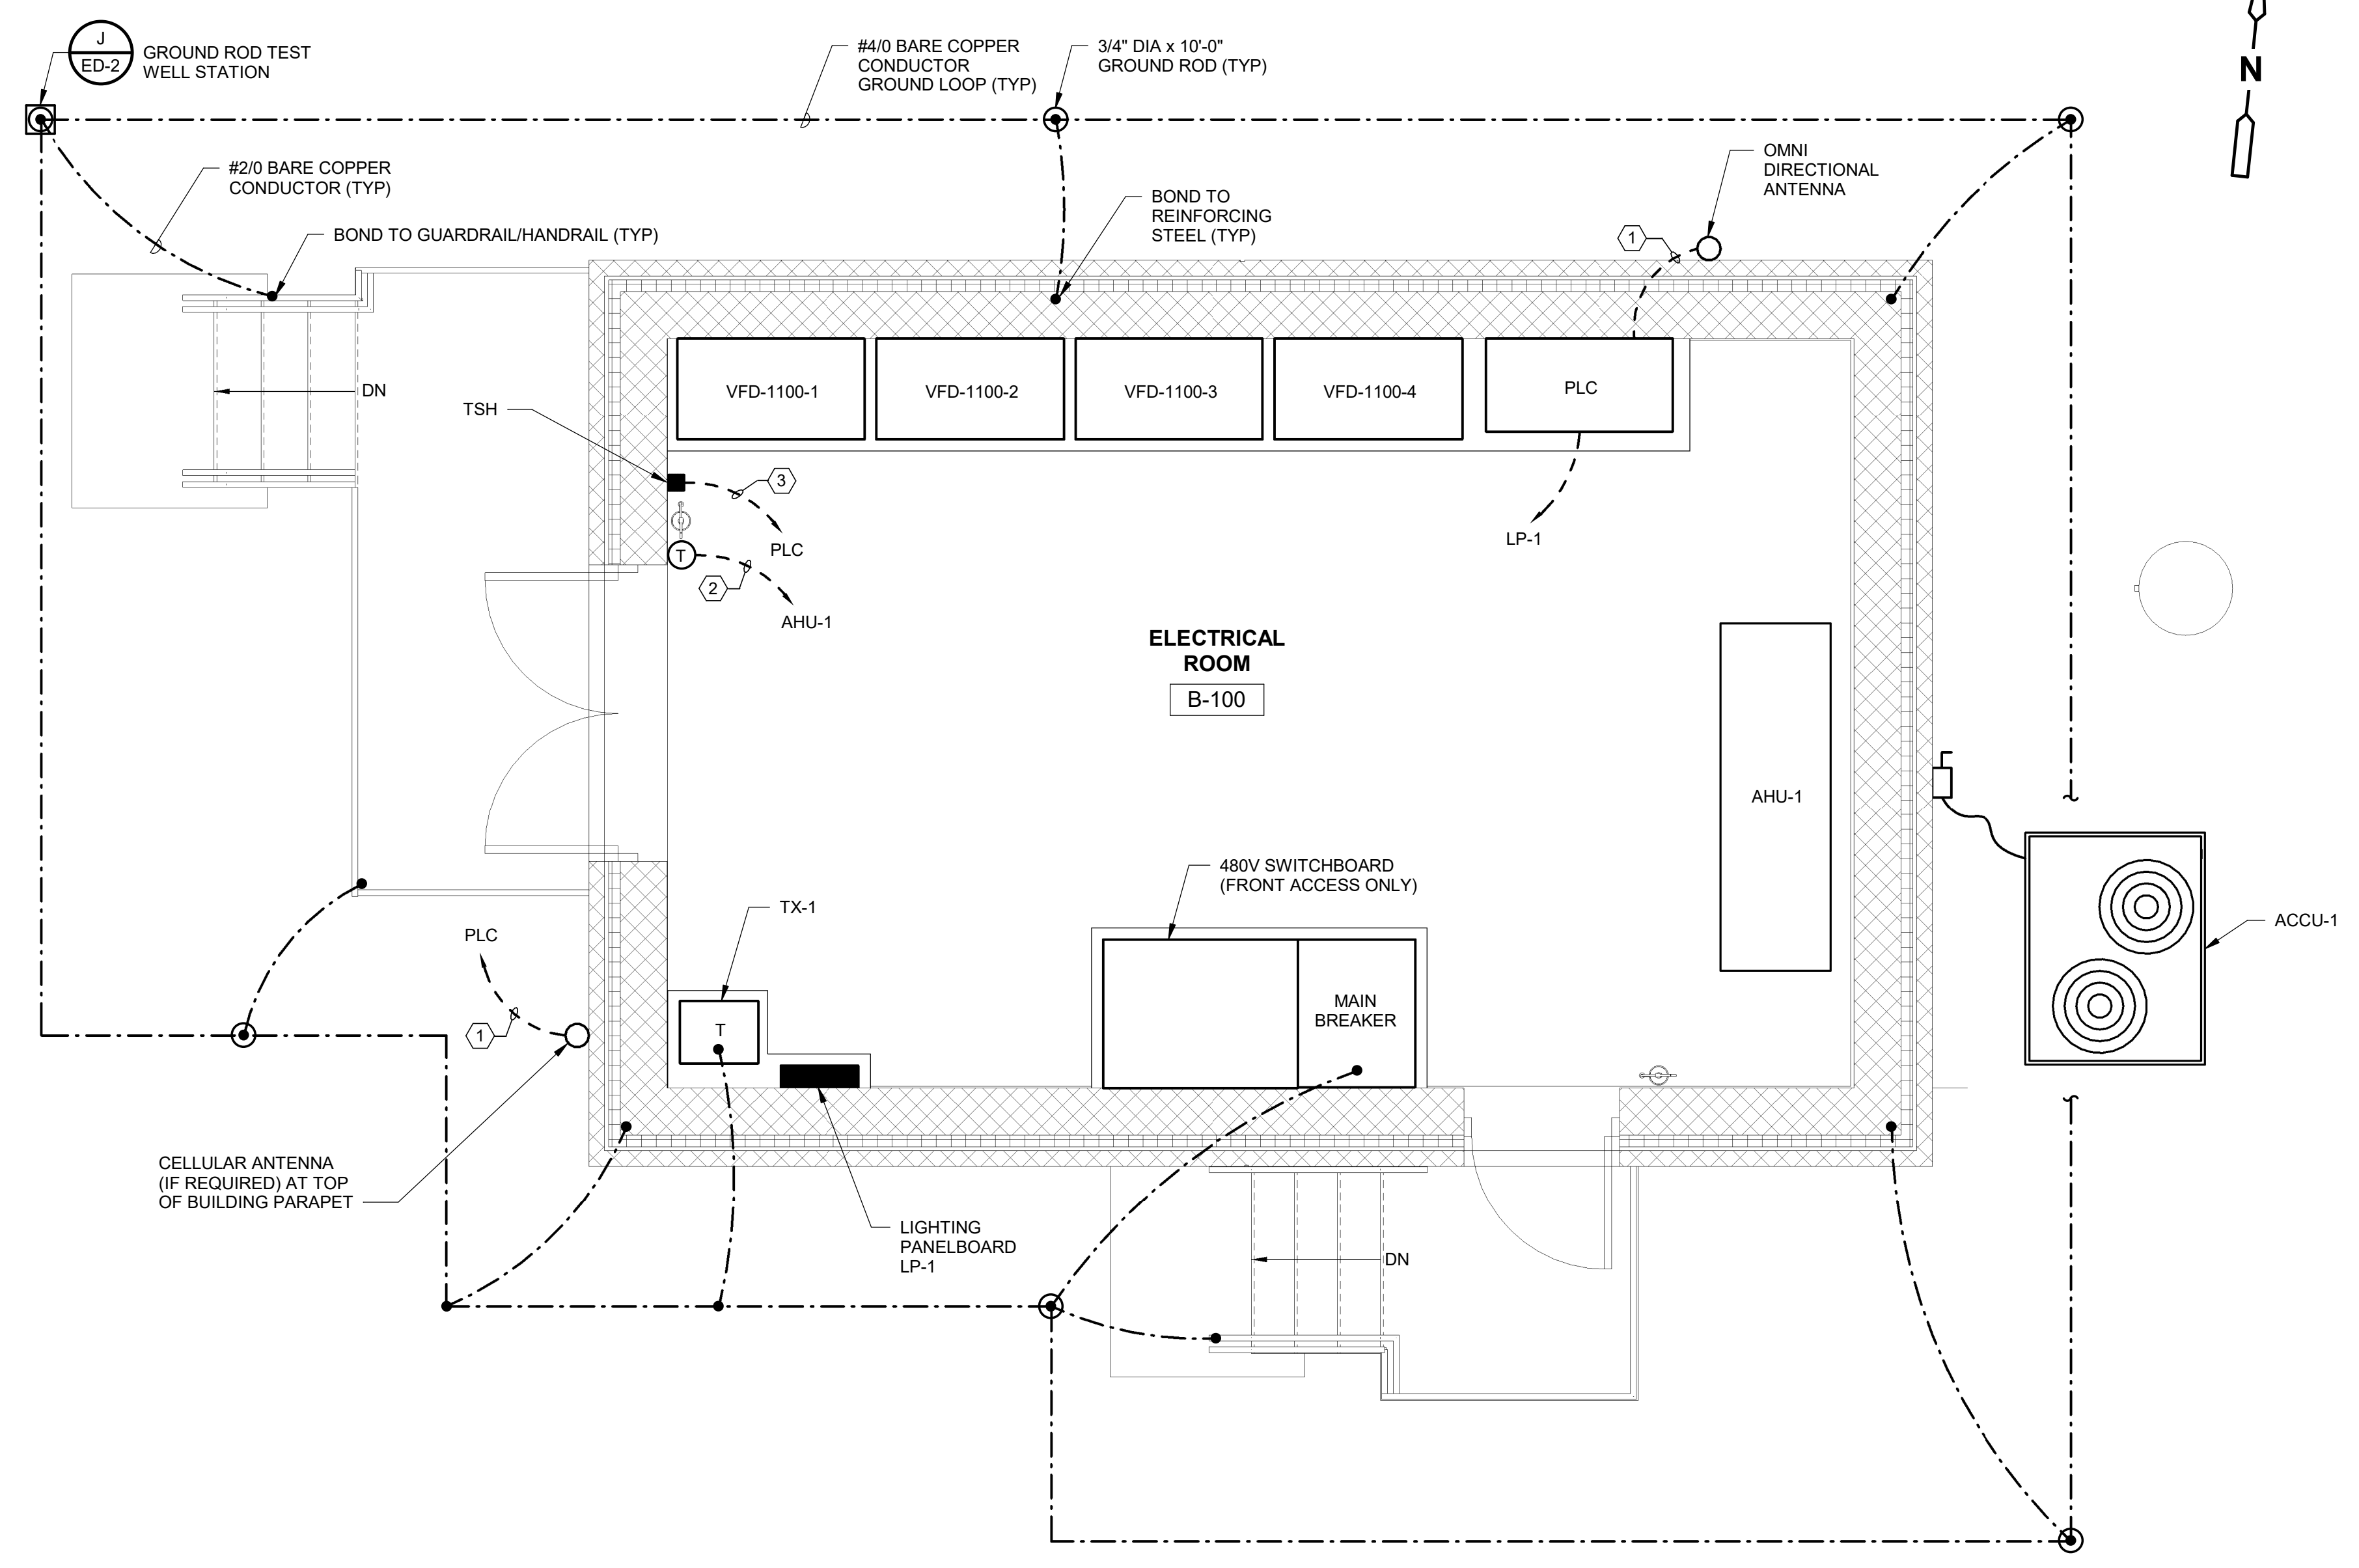 J
ED-2
GROUND ROD TEST
WELL STATION
#4/0 BARE COPPER
CONDUCTOR
GROUND LOOP (TYP)
3/4" DIA x 10'-0"
GROUND ROD (TYP)
N
#2/0 BARE COPPER
CONDUCTOR (TYP)
OMNI
DIRECTIONAL
ANTENNA
BOND TO
REINFORCING
STEEL (TYP)
BOND TO GUARDRAIL/HANDRAIL (TYP)
1
DN
TSH
VFD-1100-1
VFD-1100-2
VFD-1100-3
VFD-1100-4
PLC
3
PLC
LP-1
T
2
AHU-1
ELECTRICAL
ROOM
B-100
AHU-1
480V SWITCHBOARD
(FRONT ACCESS ONLY)
TX-1
ACCU-1
PLC
1
T
MAIN
BREAKER
CELLULAR ANTENNA
(IF REQUIRED) AT TOP
OF BUILDING PARAPET
LIGHTING
PANELBOARD
LP-1
DN